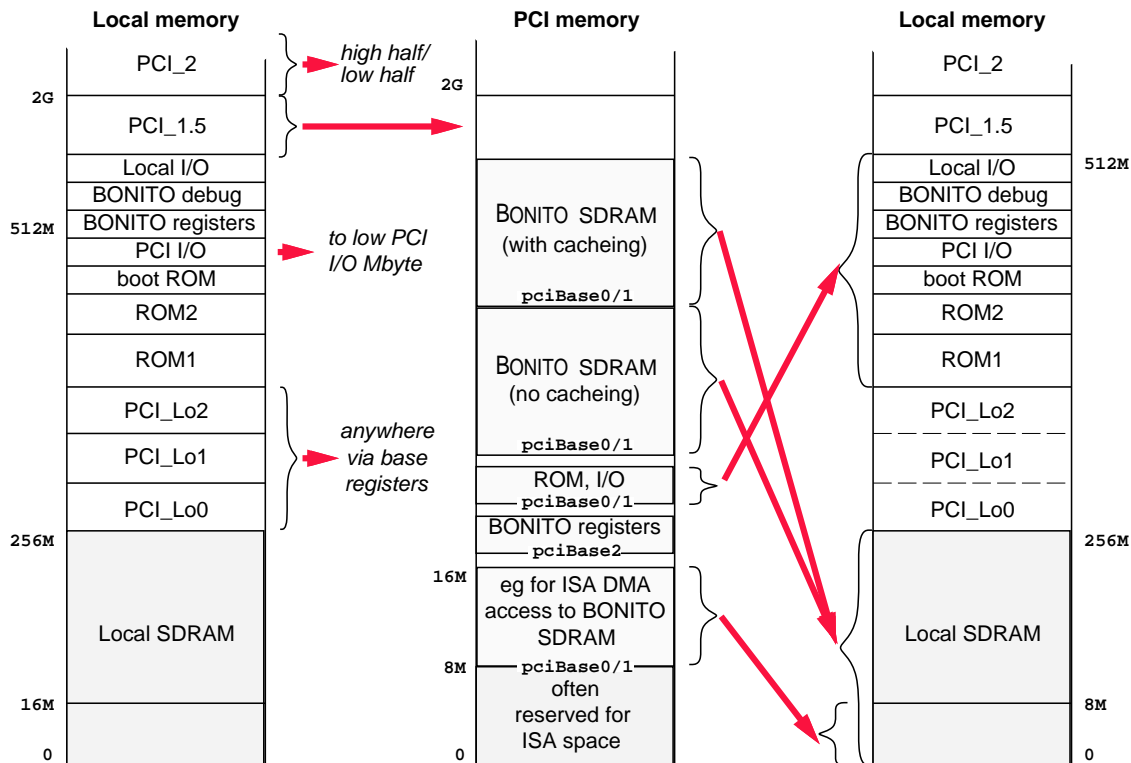 Local memory
PCI_2
2G
PCI_1.5
Local I/O
BONITO debug
512M
BONITO registers
PCI I/O
boot ROM
ROM2
ROM1
PCI_Lo2
PCI_Lo1
PCI_Lo0
256M
Local SDRAM
16M
0
high half/
low half
to low PCI
I/O Mbyte
anywhere
via base
registers
PCI memory
2G
BONITO SDRAM
(with cacheing)
pciBase0/1
BONITO SDRAM
(no cacheing)
pciBase0/1
ROM, I/O
pciBase0/1
BONITO registers
pciBase2
16M
eg for ISA DMA
access to BONITO
SDRAM
8M
pciBase0/1
often
reserved for
ISA space
0
Local memory
PCI_2
PCI_1.5
Local I/O
512M
BONITO debug
BONITO registers
PCI I/O
boot ROM
ROM2
ROM1
PCI_Lo2
PCI_Lo1
PCI_Lo0
256M
Local SDRAM
8M
0